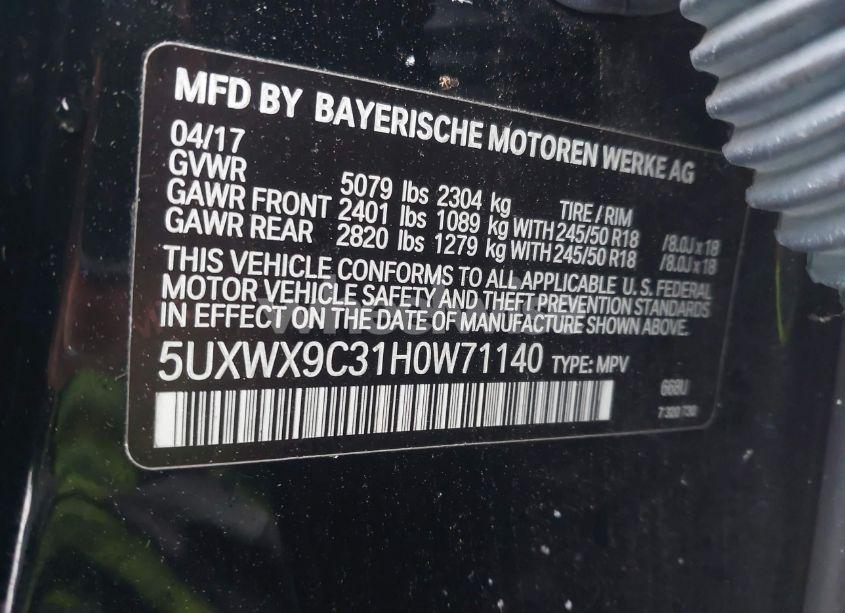 MFD BY BAYERISCHE MOTOREN WERKE AG
04/17
GVWR 5079 lbs 2304 kg TIRE / RIM
GAWR FRONT 2401 lbs 1089 kg WITH 245/50 R18 /8.0J x 18
GAWR REAR 2820 lbs 1279 kg WITH 245/50 R18 /8.0J x 18
THIS VEHICLE CONFORMS TO ALL APPLICABLE U. S. FEDERAL
MOTOR VEHICLE SAFETY AND THEFT PREVENTION STANDARDS
IN EFFECT ON THE DATE OF MANUFACTURE SHOWN ABOVE.
5UXWX9C31H0W71140 TYPE: MPV
668U